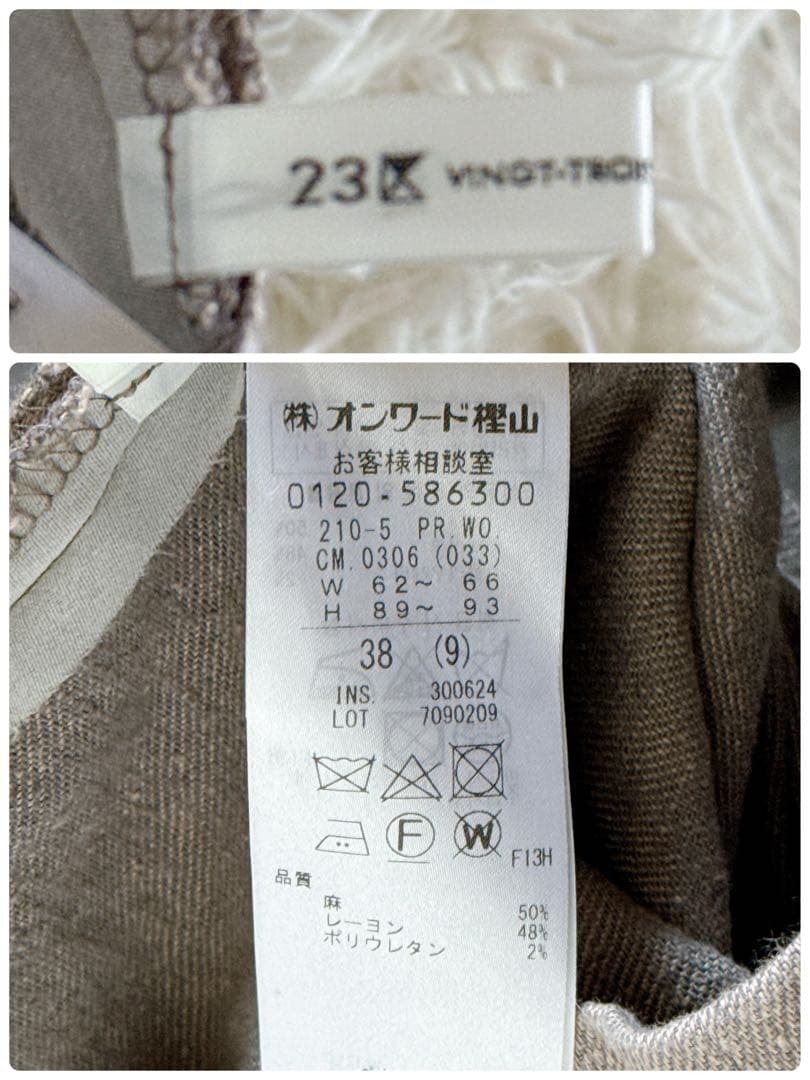 23区 VINGT-TROIS
(株)オンワード樫山
お客様相談室
0120-586300
210-5 PR.WO.
CM.0306 (033)
W 62~ 66
H 89~ 93
38 (9)
INS. 300624
LOT 7090209
F
W
F13H
品質
麻 50%
レーヨン 48%
ポリウレタン 2%